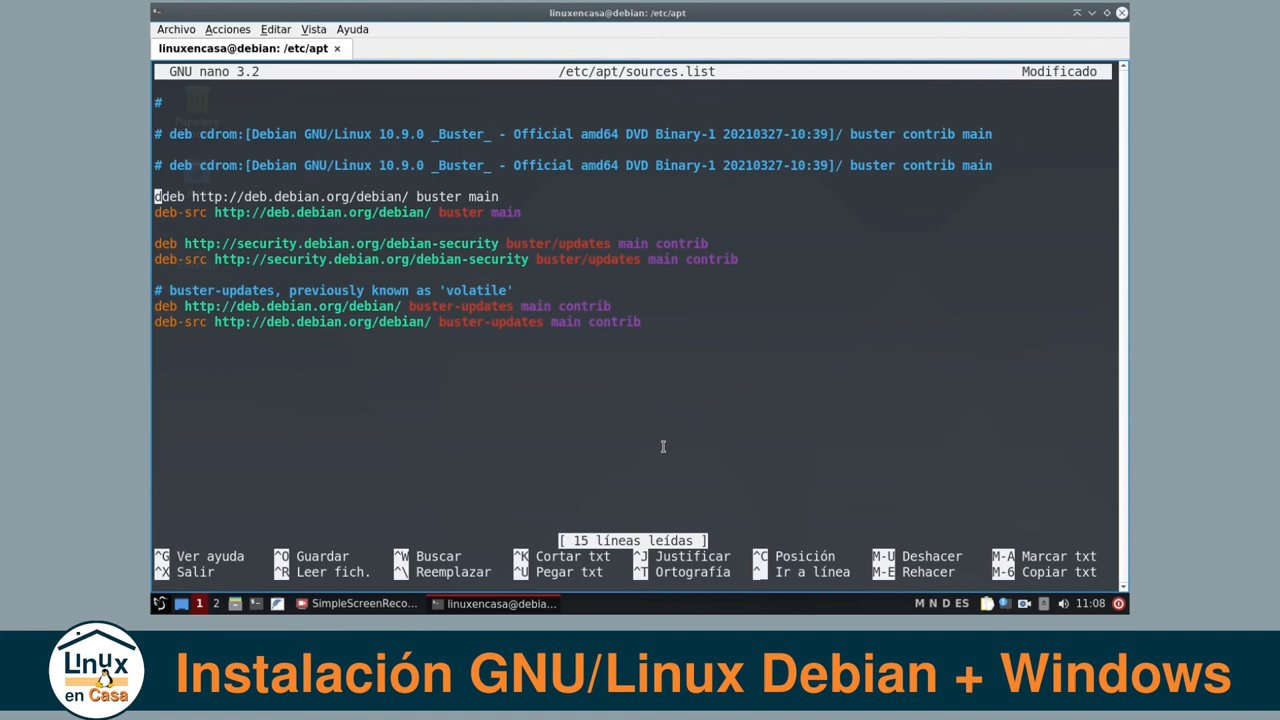 linuxencasa@debian: /etc/apt
Archivo Acciones Editar Vista Ayuda
linuxencasa@debian: /etc/apt ×
GNU nano 3.2 /etc/apt/sources.list Modificado
#
Papelera
# deb cdrom:[Debian GNU/Linux 10.9.0 _Buster_ - Official amd64 DVD Binary-1 20210327-10:39]/ buster contrib main
# deb cdrom:[Debian GNU/Linux 10.9.0 _Buster_ - Official amd64 DVD Binary-1 20210327-10:39]/ buster contrib main
ddeb http://deb.debian.org/debian/ buster main
deb-src http://deb.debian.org/debian/ buster main
deb http://security.debian.org/debian-security buster/updates main contrib
deb-src http://security.debian.org/debian-security buster/updates main contrib
# buster-updates, previously known as 'volatile'
deb http://deb.debian.org/debian/ buster-updates main contrib
deb-src http://deb.debian.org/debian/ buster-updates main contrib
[ 15 líneas leídas ]
^G Ver ayuda ^O Guardar ^W Buscar ^K Cortar txt ^J Justificar ^C Posición M-U Deshacer M-A Marcar txt
^X Salir ^R Leer fich. ^\ Reemplazar ^U Pegar txt ^T Ortografía ^_ Ir a línea M-E Rehacer M-6 Copiar txt
1 2 SimpleScreenReco... linuxencasa@debia... M N D ES 11:08
Linux
en Casa
Instalación GNU/Linux Debian + Windows